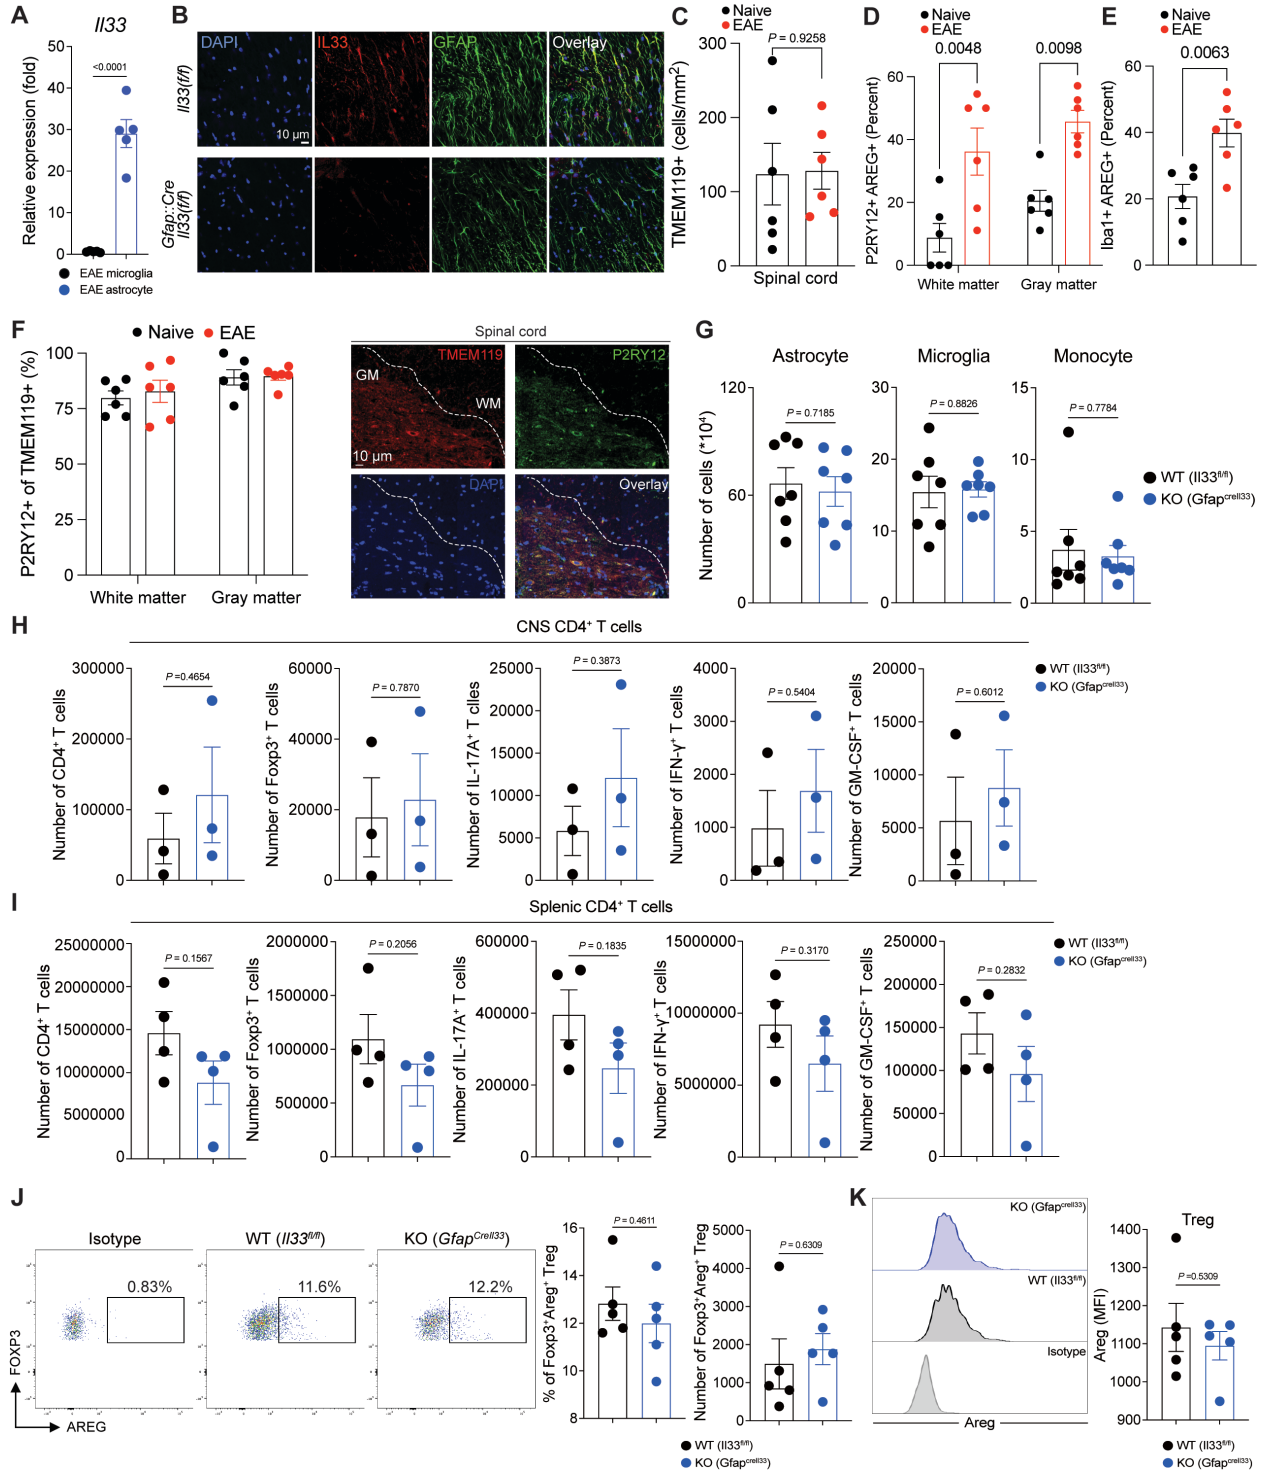 A
Il33
Relative expression (fold)
50
40
30
20
10
0
<0.0001
EAE microglia
EAE astrocyte
B
DAPI
IL33
GFAP
Overlay
Il33(f/f)
10 µm
Gfap::Cre
Il33(f/f)
C
Naive
EAE
P = 0.9258
TMEM119+ (cells/mm2)
300
200
100
0
Spinal cord
D
Naive
EAE
0.0048
0.0098
P2RY12+ AREG+ (Percent)
60
40
20
0
White matter
Gray matter
E
Naive
EAE
0.0063
Iba1+ AREG+ (Percent)
60
40
20
0
F
Naive
EAE
P2RY12+ of TMEM119+ (%)
100
75
50
25
0
White matter
Gray matter
Spinal cord
TMEM119
P2RY12
GM
WM
10 µm
DAPI
Overlay
G
Astrocyte
Microglia
Monocyte
Number of cells (*10⁴)
120
60
0
P = 0.7185
30
20
10
0
P = 0.8826
15
10
5
0
P = 0.7784
WT (Il33fl/fl)
KO (GfapcreIl33)
H
CNS CD4⁺ T cells
Number of CD4⁺ T cells
300000
200000
100000
0
P =0.4654
Number of Foxp3⁺ T cells
60000
40000
20000
0
P = 0.7870
Number of IL-17A⁺ T clles
25000
20000
15000
10000
5000
0
P = 0.3873
Number of IFN-γ⁺ T cells
4000
3000
2000
1000
0
P = 0.5404
Number of GM-CSF⁺ T cells
20000
15000
10000
5000
0
P = 0.6012
WT (Il33fl/fl)
KO (GfapcreIl33)
I
Splenic CD4⁺ T cells
Number of CD4⁺ T cells
25000000
20000000
15000000
10000000
5000000
0
P = 0.1567
Number of Foxp3⁺ T cells
2000000
1500000
1000000
500000
0
P = 0.2056
Number of IL-17A⁺ T cells
600000
400000
200000
0
P = 0.1835
Number of IFN-γ⁺ T cells
15000000
10000000
5000000
0
P = 0.3170
Number of GM-CSF⁺ T cells
250000
200000
150000
100000
50000
0
P = 0.2832
WT (Il33fl/fl)
KO (GfapcreIl33)
J
Isotype
WT (Il33fl/fl)
KO (GfapCreIl33)
0.83%
11.6%
12.2%
FOXP3
AREG
% of Foxp3⁺Areg⁺ Treg
16
14
12
10
8
P = 0.4611
Number of Foxp3⁺Areg⁺ Treg
5000
4000
3000
2000
1000
0
P = 0.6309
WT (Il33fl/fl)
KO (GfapcreIl33)
K
KO (GfapcreIl33)
WT (Il33fl/fl)
Isotype
Areg
Treg
Areg (MFI)
1400
1300
1200
1100
1000
900
P =0.5309
WT (Il33fl/fl)
KO (GfapcreIl33)